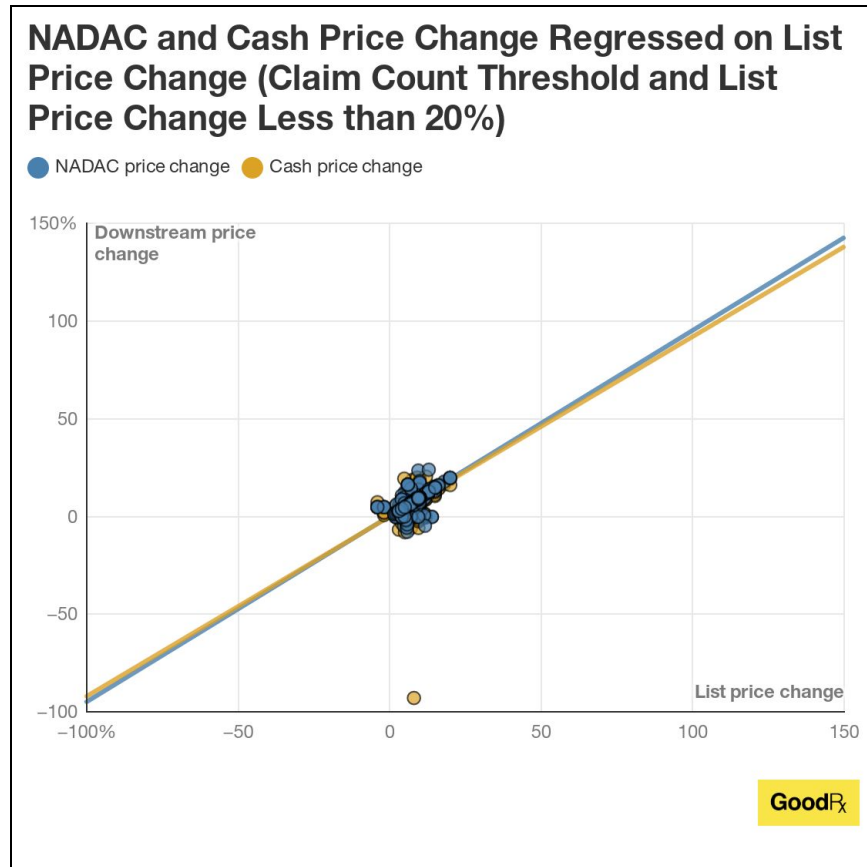 NADAC and Cash Price Change Regressed on List
Price Change (Claim Count Threshold and List
Price Change Less than 20%)
NADAC price change Cash price change
150%
Downstream price
change
100
50
0
−50
List price change
−100
−100% −50 0 50 100 150
GoodRx